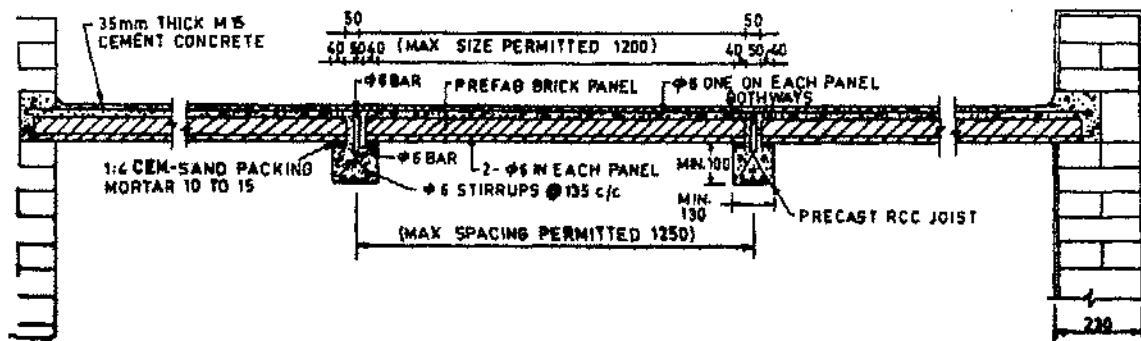 35mm THICK M15
CEMENT CONCRETE
50
50
(MAX SIZE PERMITTED 1200)
40 50 40
40 50 40
ϕ6 BAR
PREFAB BRICK PANEL
ϕ6 ONE ON EACH PANEL
BOTHWAYS
1:4 CEM-SAND PACKING
MORTAR 10 TO 15
ϕ6 BAR
2-ϕ6 IN EACH PANEL
ϕ6 STIRRUPS @ 135 c/c
MIN. 100
MIN.
130
PRECAST RCC JOIST
(MAX SPACING PERMITTED 1250)
230